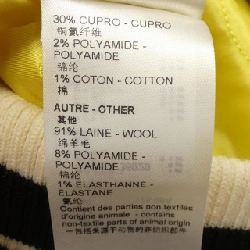 30% CUPRO - CUPRO
铜氨纤维
2% POLYAMIDE -
POLYAMIDE
锦纶
1% COTON - COTTON
棉
AUTRE - OTHER
其他
91% LAINE - WOOL
绵羊毛
8% POLYAMIDE -
POLYAMIDE
锦纶
1% ELASTHANNE -
ELASTANE
氨纶
Contient des parties non textiles
d'origine animale - contains
non-textile parts of animal origin